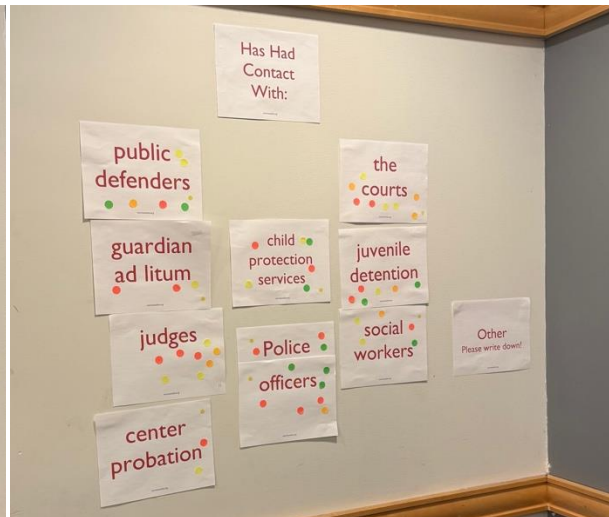 Has Had
Contact
With:
public
defenders
the
courts
guardian
ad litum
child
protection
services
juvenile
detention
judges
Police
officers
social
workers
Other
Please write down!
center
probation